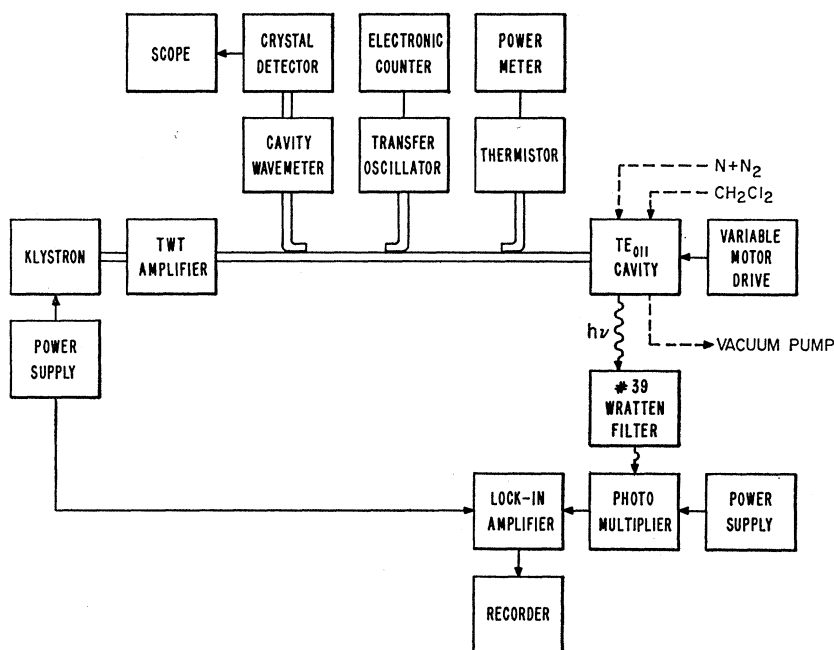 SCOPE
CRYSTAL
DETECTOR
ELECTRONIC
COUNTER
POWER
METER
CAVITY
WAVEMETER
TRANSFER
OSCILLATOR
THERMISTOR
N+N2
CH2Cl2
KLYSTRON
TWT
AMPLIFIER
TE011
CAVITY
VARIABLE
MOTOR
DRIVE
POWER
SUPPLY
hν
VACUUM PUMP
#39
WRATTEN
FILTER
LOCK-IN
AMPLIFIER
PHOTO
MULTIPLIER
POWER
SUPPLY
RECORDER